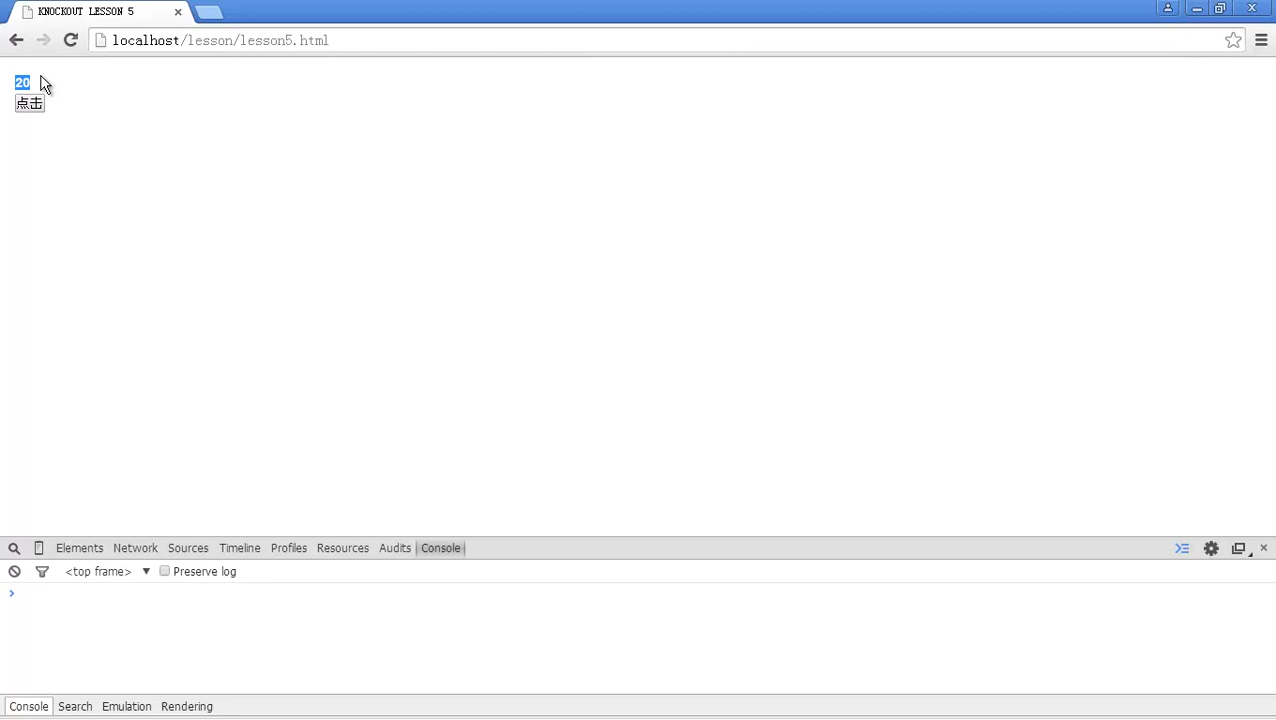 KNOCKOUT LESSON 5
localhost/lesson/lesson5.html
20
点击
Elements Network Sources Timeline Profiles Resources Audits Console
<top frame> Preserve log
Console Search Emulation Rendering